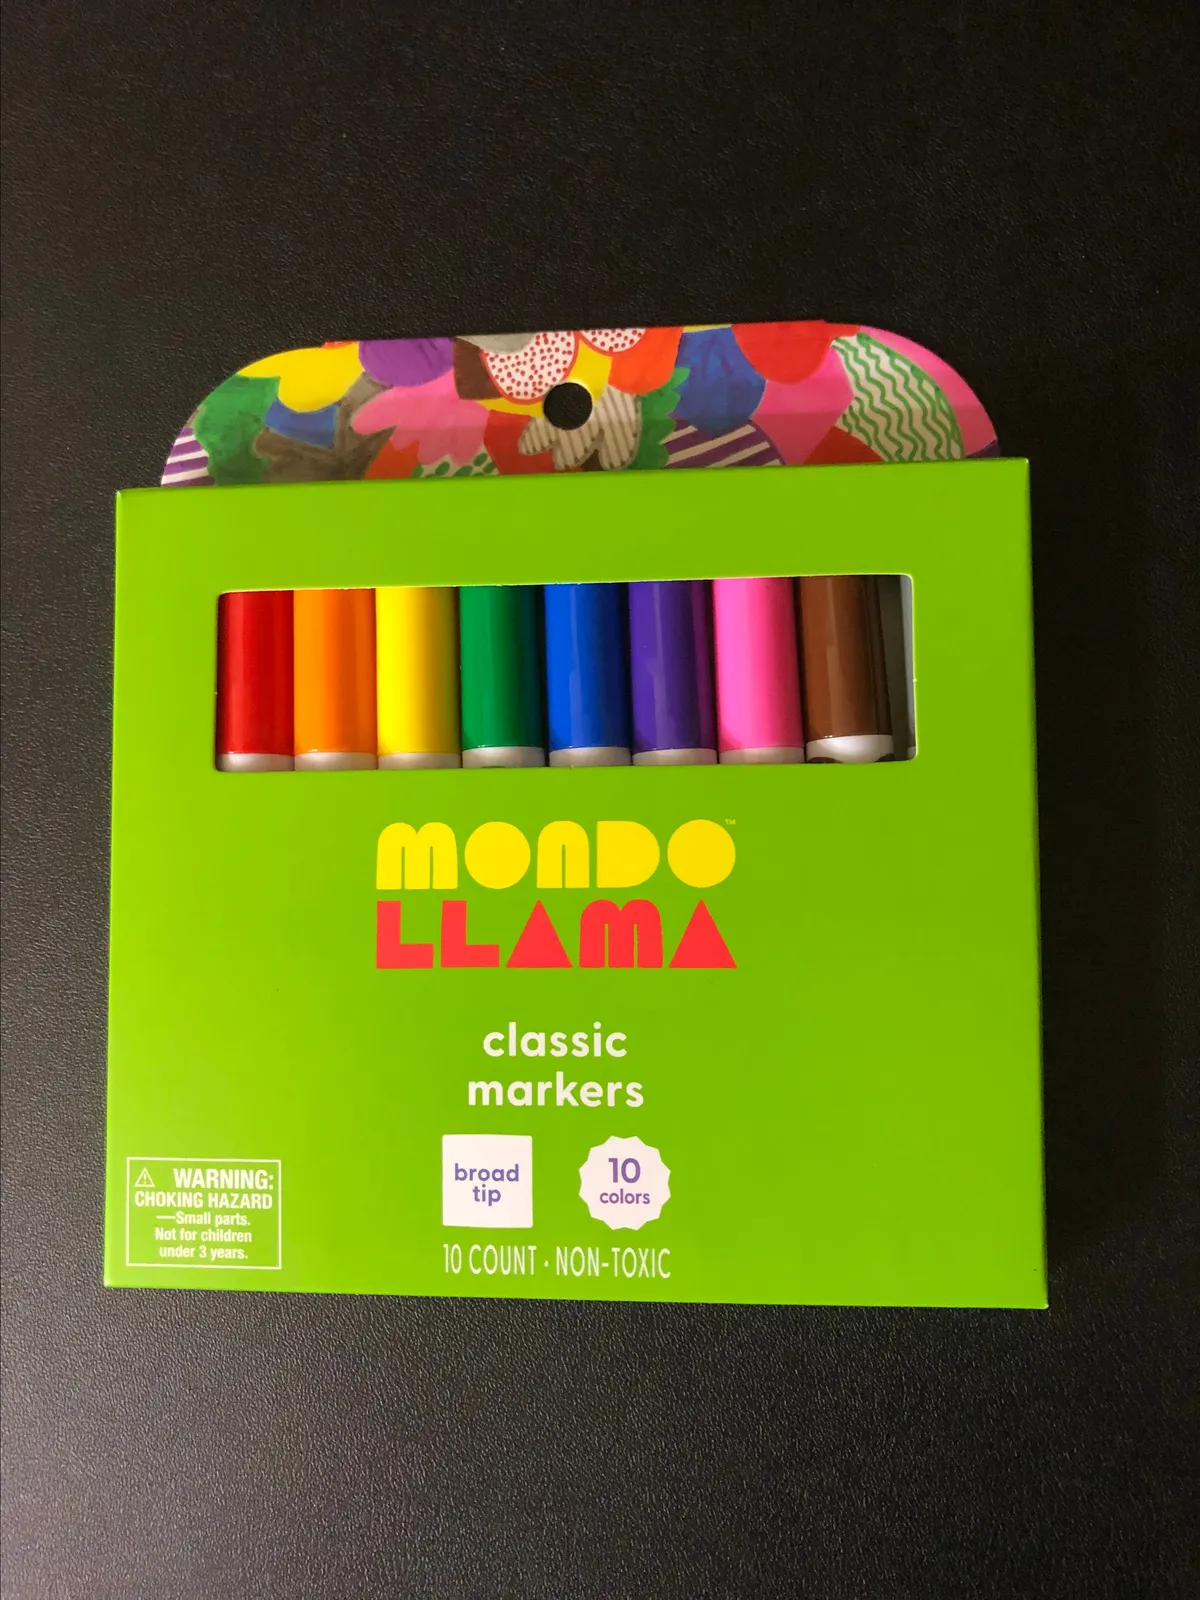 MONDO™
LLAMA
classic
markers
broad
tip
10
colors
10 COUNT · NON-TOXIC
⚠ WARNING:
CHOKING HAZARD
—Small parts.
Not for children
under 3 years.